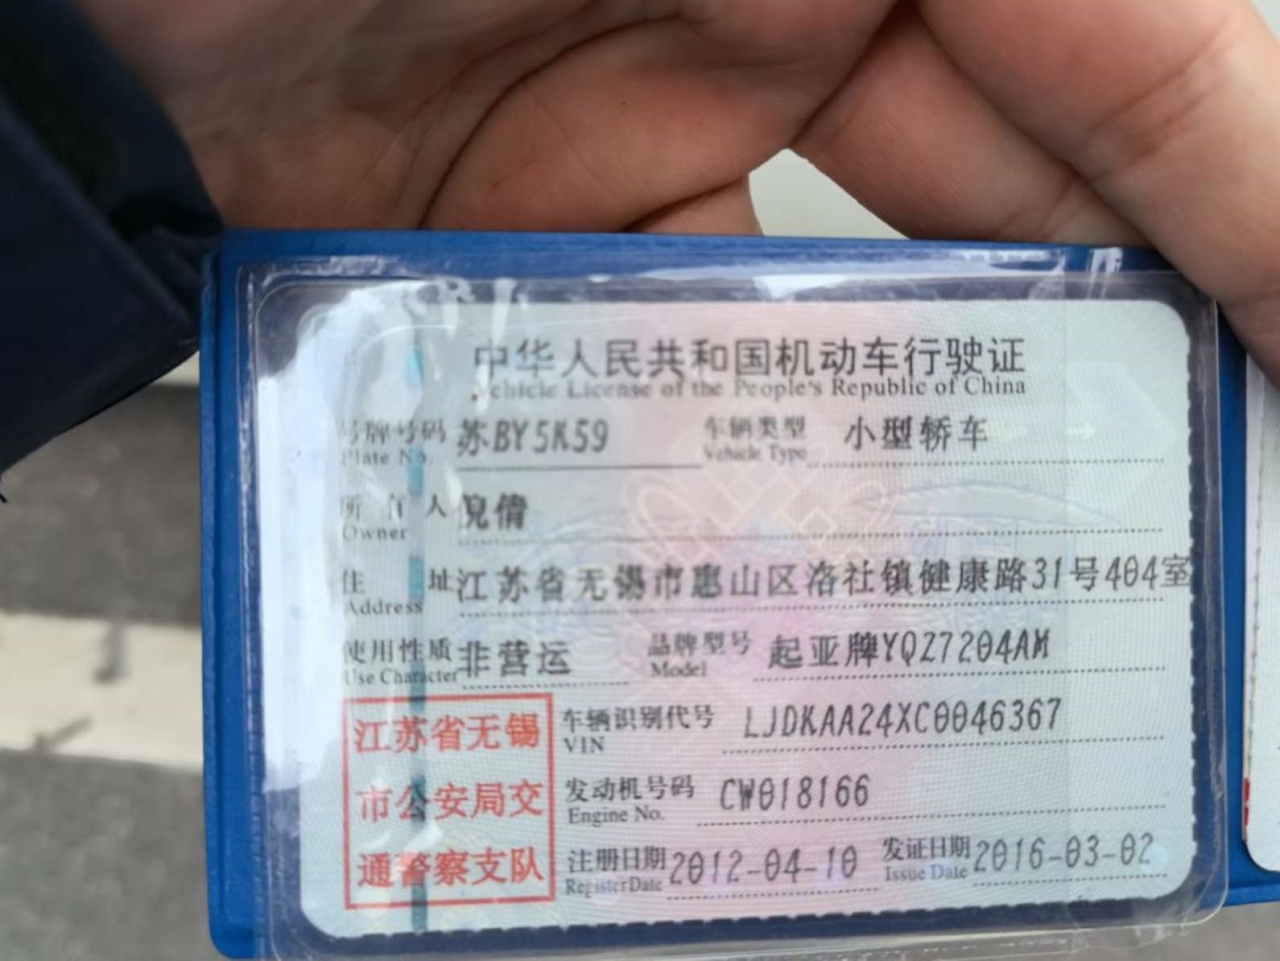 中华人民共和国机动车行驶证
Vehicle License of the People's Republic of China
号牌号码 苏BY5K59 车辆类型 小型轿车
Plate No. Vehicle Type
所有人 倪倩
Owner
住址 江苏省无锡市惠山区洛社镇健康路31号404室
Address
使用性质 非营运 品牌型号 起亚牌YQZ7204AM
Use Character Model
江苏省无锡
市公安局交
通警察支队
车辆识别代号 LJDKAA24XC0046367
VIN
发动机号码 CW018166
Engine No.
注册日期 2012-04-10 发证日期 2016-03-02
Register Date Issue Date